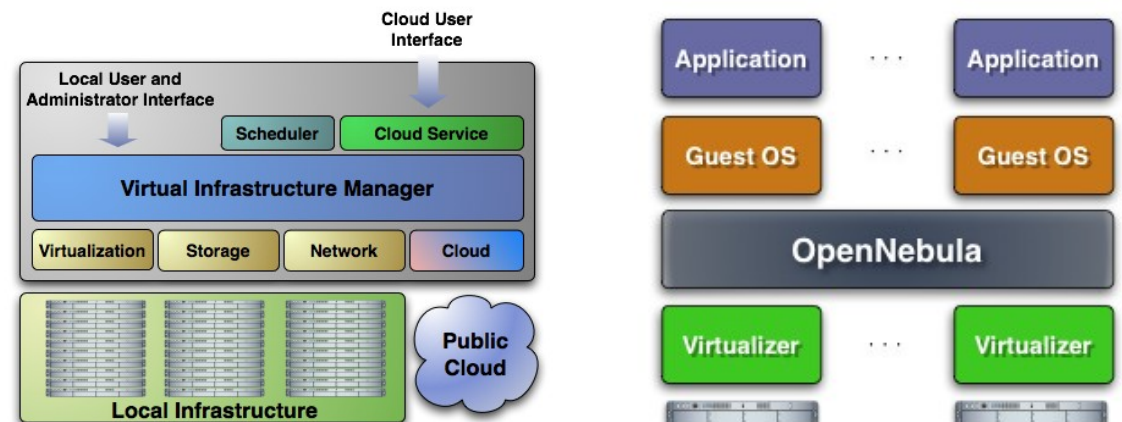 Cloud User
Interface
Local User and
Administrator Interface
Scheduler
Cloud Service
Virtual Infrastructure Manager
Virtualization
Storage
Network
Cloud
Public
Cloud
Local Infrastructure
Application
. . .
Application
Guest OS
. . .
Guest OS
OpenNebula
Virtualizer
. . .
Virtualizer